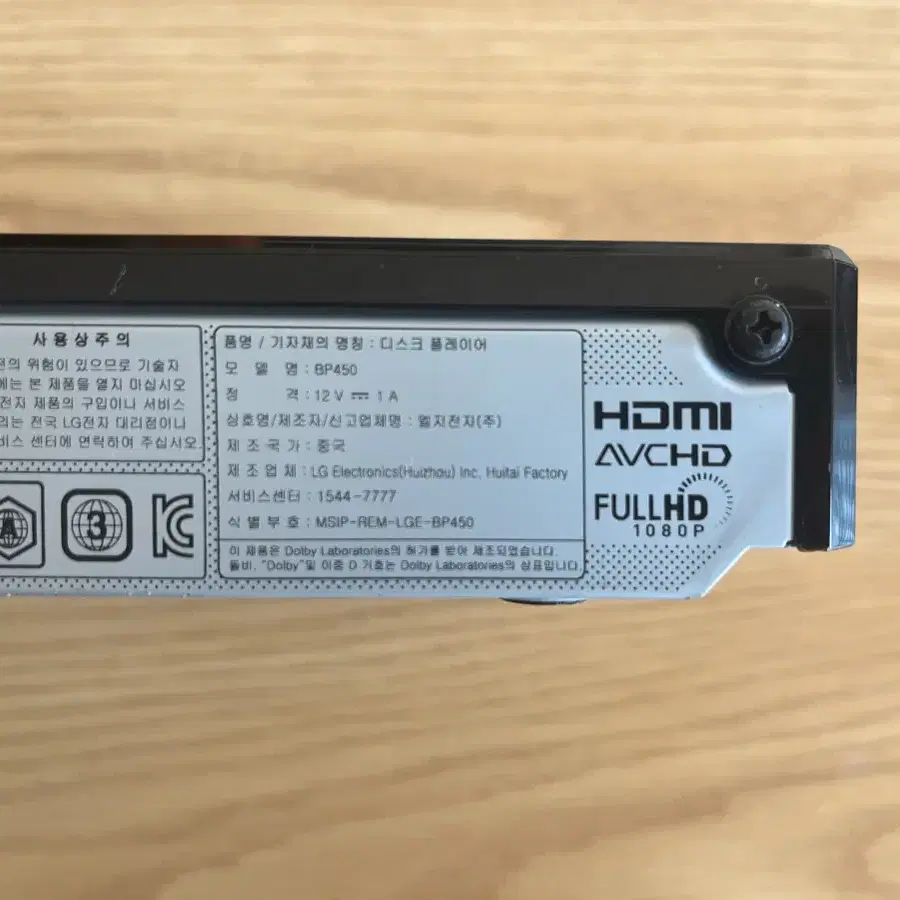 사용상주의
전의 위험이 있으므로 기술자
에는 본 제품을 열지 마십시오
전자 제품의 구입이나 서비스
의는 전국 LG전자 대리점이나
비스 센터에 연락하여 주십시오.
A
3
품명 / 기자재의 명칭 : 디스크 플레이어
모 델 명 : BP450
정 격 : 12 V ⎓ 1 A
상호명/제조자/신고업체명 : 엘지전자(주)
제 조 국 가 : 중국
제 조 업 체 : LG Electronics(Huizhou) Inc. Huitai Factory
서비스센터 : 1544-7777
식 별 부 호 : MSIP-REM-LGE-BP450
이 제품은 Dolby Laboratories의 허가를 받아 제조되었습니다.
돌비, "Dolby"및 이중 D 기호는 Dolby Laboratories의 상표입니다.
HDMI
AVCHD
FULLHD
1080P